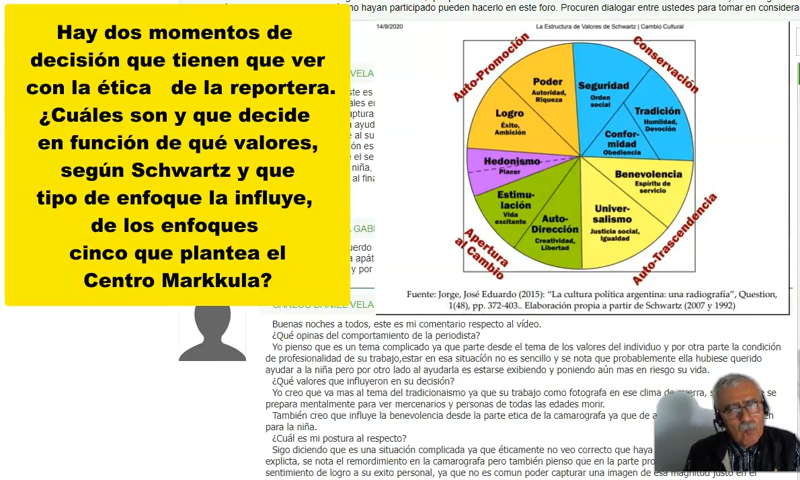 no hayan participado pueden hacerlo en este foro. Procuren dialogar entre ustedes para tomar en considera
Hay dos momentos de
decisión que tienen que ver
con la ética de la reportera.
¿Cuáles son y que decide
en función de qué valores,
según Schwartz y que
tipo de enfoque la influye,
de los enfoques
cinco que plantea el
Centro Markkula?
14/9/2020
La Estructura de Valores de Schwartz | Cambio Cultural
Auto-Promoción
Conservación
Poder
Autoridad,
Riqueza
Seguridad
Orden
social
Logro
Éxito,
Ambición
Tradición
Humildad,
Devoción
Confor-
midad
Obediencia
Hedonismo
Placer
Benevolencia
Espíritu de
servicio
Estimu-
lación
Vida
excitante
Auto-
Dirección
Creatividad,
Libertad
Univer-
salismo
Justicia social,
Igualdad
Apertura
al Cambio
Auto-Trascendencia
Fuente: Jorge, José Eduardo (2015): “La cultura política argentina: una radiografía”, Question,
1(48), pp. 372-403.. Elaboración propia a partir de Schwartz (2007 y 1992)
VELA
GABI
CARLOS DANIEL VELA
Buenas noches a todos, este es mi comentario respecto al vídeo.
¿Qué opinas del comportamiento de la periodista?
Yo pienso que es un tema complicado ya que parte desde el tema de los valores del individuo y por otra parte la condición
de profesionalidad de su trabajo,estar en esa situación no es sencillo y se nota que probablemente ella hubiese querido
ayudar a la niña pero por otro lado al ayudarla es estarse exibiendo y poniendo aún mas en riesgo su vida.
¿Qué valores que influyeron en su decisión?
Yo creo que va mas al tema del tradicionaismo ya que su trabajo como fotografa en ese clima de guerra, se
prepara mentalmente para ver mercenarios y personas de todas las edades morir.
También creo que influye la benevolencia desde la parte etica de la camarografa ya que de
para la niña.
¿Cuál es mi postura al respecto?
Sigo diciendo que es una situación complicada ya que éticamente no veo correcto que haya
explicita, se nota el remordimiento en la camarografa pero también pienso que en la parte
sentimiento de logro a su exito personal, ya que no es comun poder capturar una imagen de esa magnitud justo en el